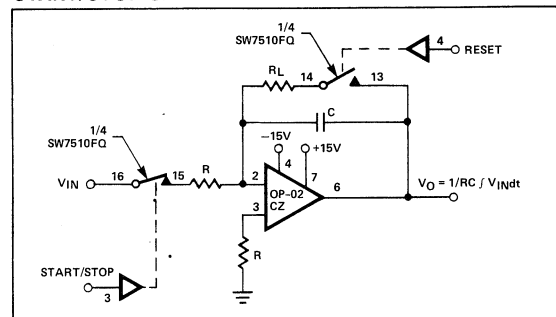 1/4
SW7510FQ
4
RESET
RL
14
13
C
1/4
SW7510FQ
-15V
+15V
4
7
VIN
16
15
R
2
OP-02
CZ
6
3
VO = 1/RC ∫ VINdt
R
START/STOP
3